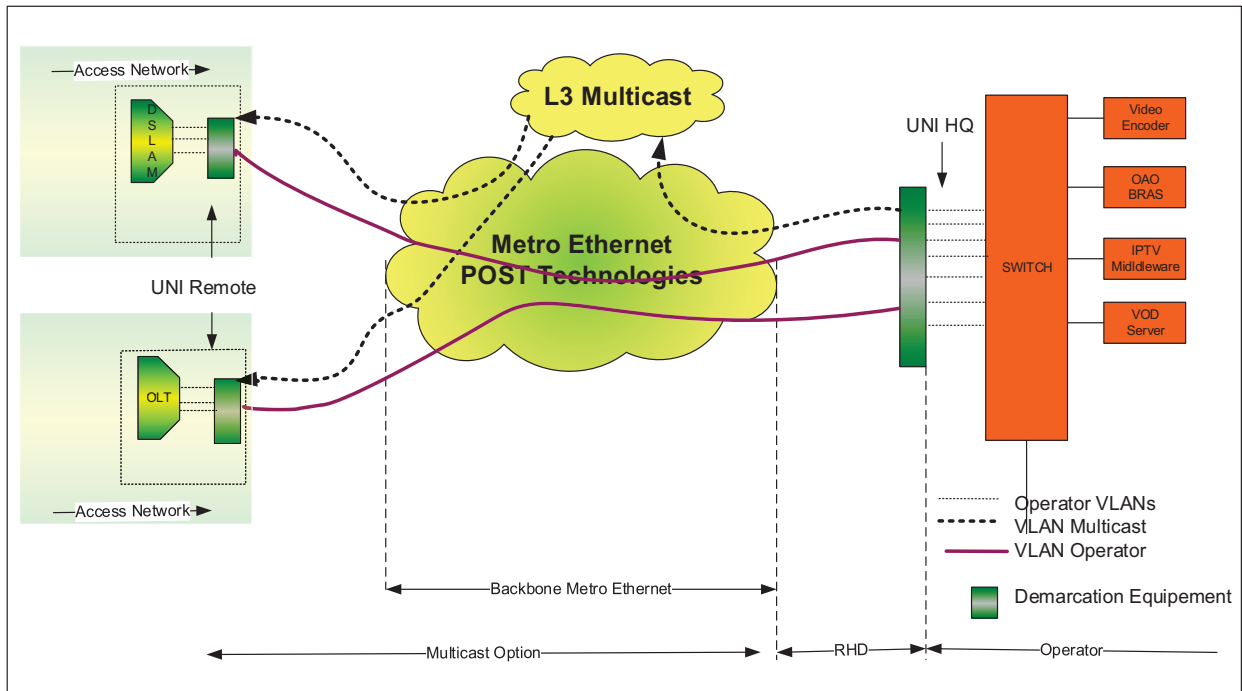 Access Network
D
S
L
A
M
L3 Multicast
UNI HQ
Video
Encoder
OAO
BRAS
Metro Ethernet
POST Technologies
SWITCH
IPTV
MidIdleware
UNI Remote
VOD
Server
OLT
Access Network
Operator VLANs
VLAN Multicast
VLAN Operator
Backbone Metro Ethernet
Demarcation Equipement
Multicast Option
RHD
Operator